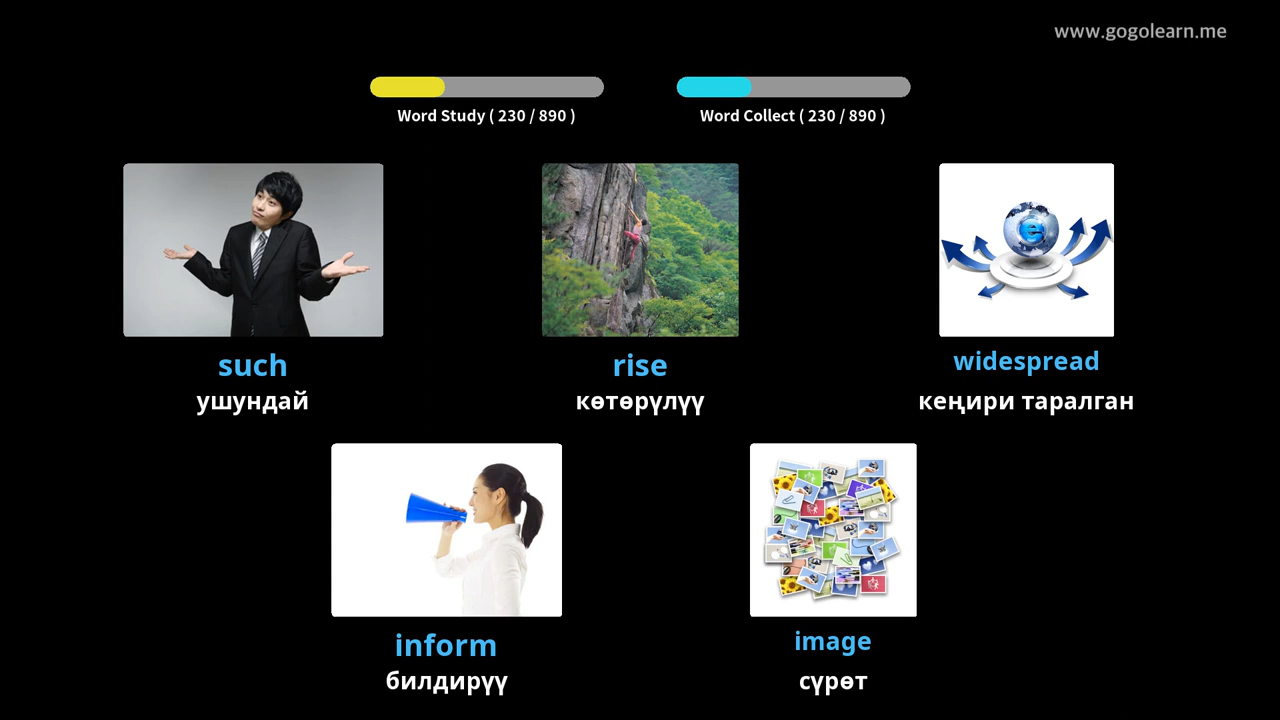 www.gogolearn.me
Word Study ( 230 / 890 )
Word Collect ( 230 / 890 )
such
rise
widespread
ушундай
көтөрүлүү
кеңири таралган
inform
image
билдирүү
сүрөт